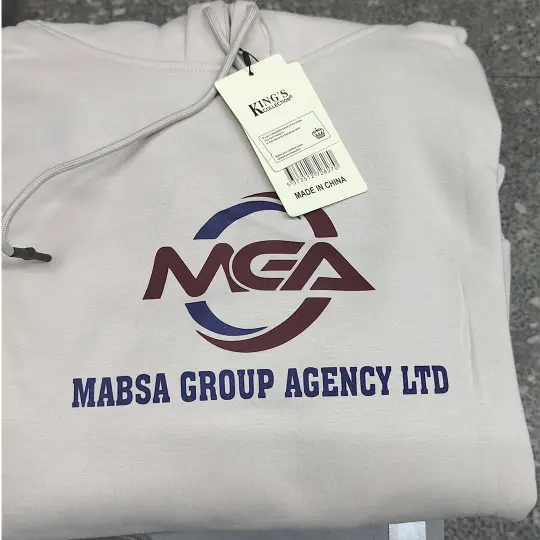 KING'S
COLLECTION®
MADE IN CHINA
MGA
MABSA GROUP AGENCY LTD